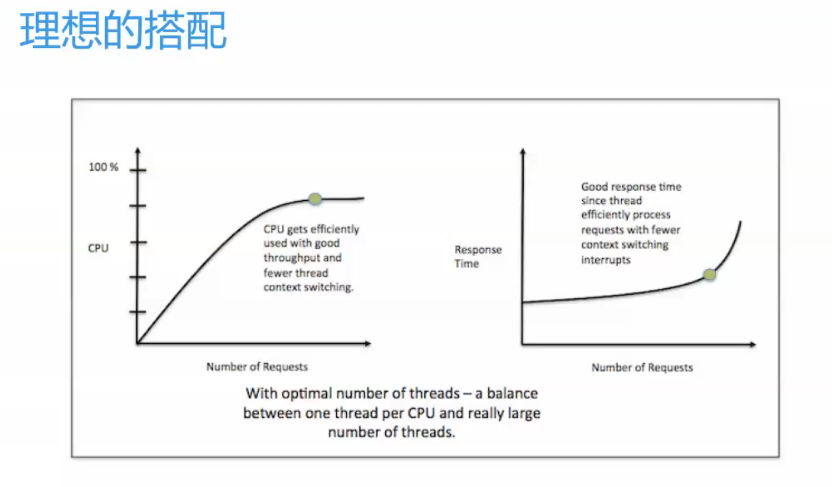 理想的搭配
100 %
CPU
CPU gets efficiently
used with good
throughput and
fewer thread
context switching.
Number of Requests
Response
Time
Good response time
since thread
efficiently process
requests with fewer
context switching
interrupts
Number of Requests
With optimal number of threads – a balance
between one thread per CPU and really large
number of threads.